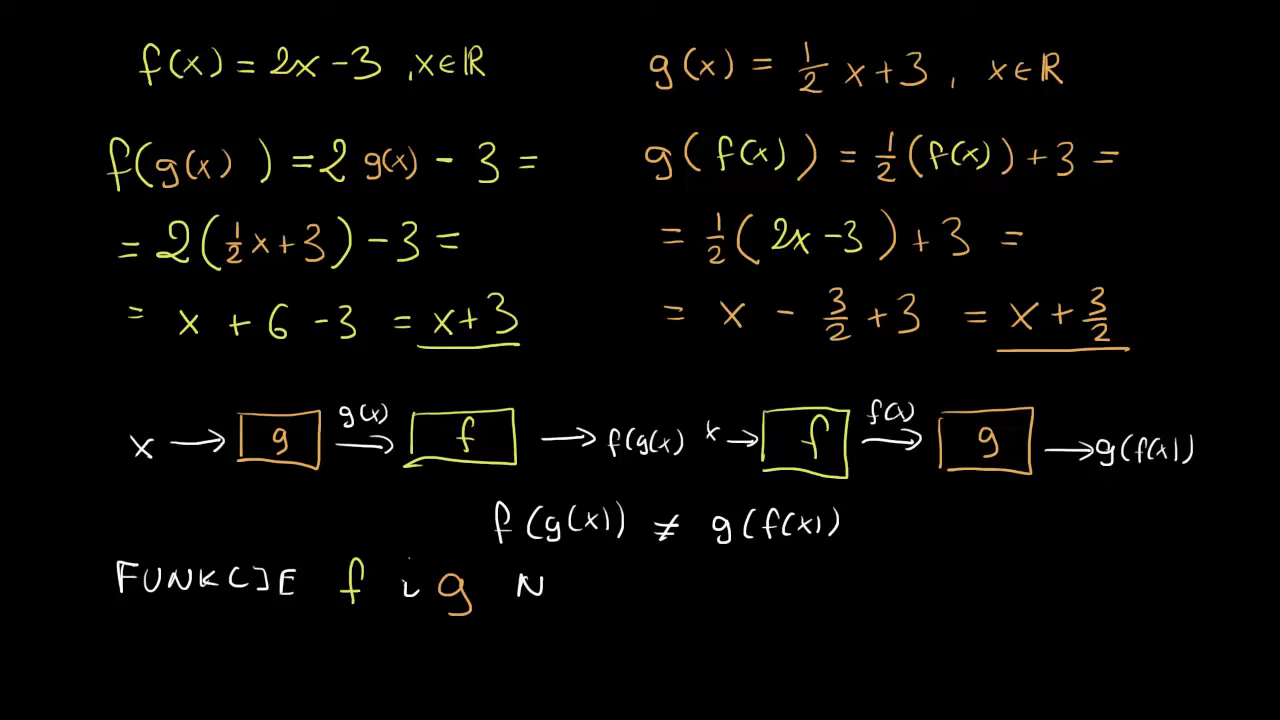 f(x) = 2x - 3 , x∈ℝ
g(x) = 1/2 x + 3 , x∈ℝ
f(g(x)) = 2 g(x) - 3 =
= 2(1/2 x + 3) - 3 =
= x + 6 - 3 = x + 3
g(f(x)) = 1/2 (f(x)) + 3 =
= 1/2 (2x - 3) + 3 =
= x - 3/2 + 3 = x + 3/2
x → g g(x) → f → f(g(x)
x → f f(x) → g → g(f(x))
f(g(x)) ≠ g(f(x))
FUNKCJE f i g N